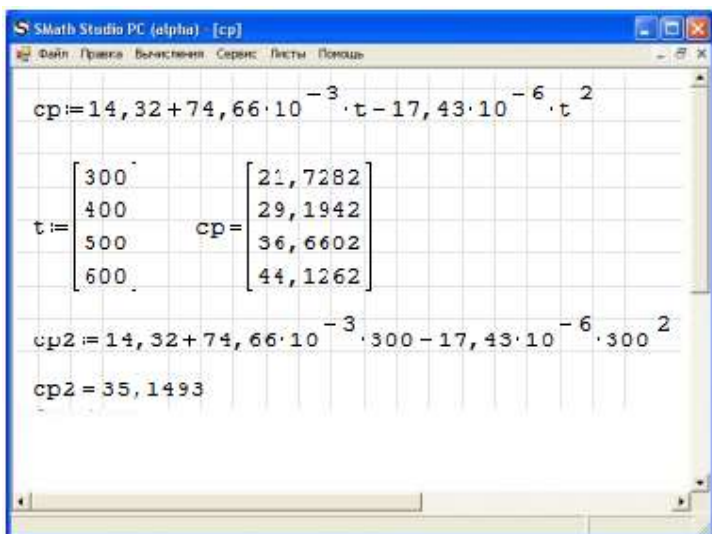 SMath Studio PC (alpha) - [cp]
Файл Правка Вычисления Сервис Листы Помощь
cp:=14,32+74,66·10^-3·t-17,43·10^-6·t^2
t:=[300 400 500 600] cp=[21,7282 29,1942 36,6602 44,1262]
cp2:=14,32+74,66·10^-3·300-17,43·10^-6·300^2
cp2=35,1493